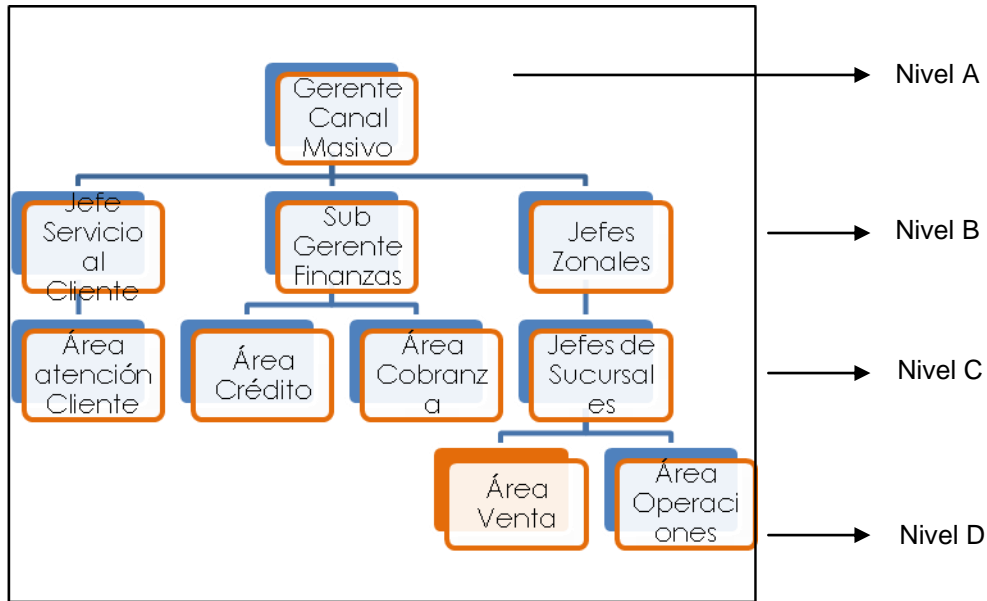 Gerente
Canal
Masivo
Nivel A
Jefe
Servicio
al
Cliente
Sub
Gerente
Finanzas
Jefes
Zonales
Nivel B
Área
atención
Cliente
Área
Crédito
Área
Cobranz
a
Jefes de
Sucursal
es
Nivel C
Área
Venta
Área
Operaci
ones
Nivel D